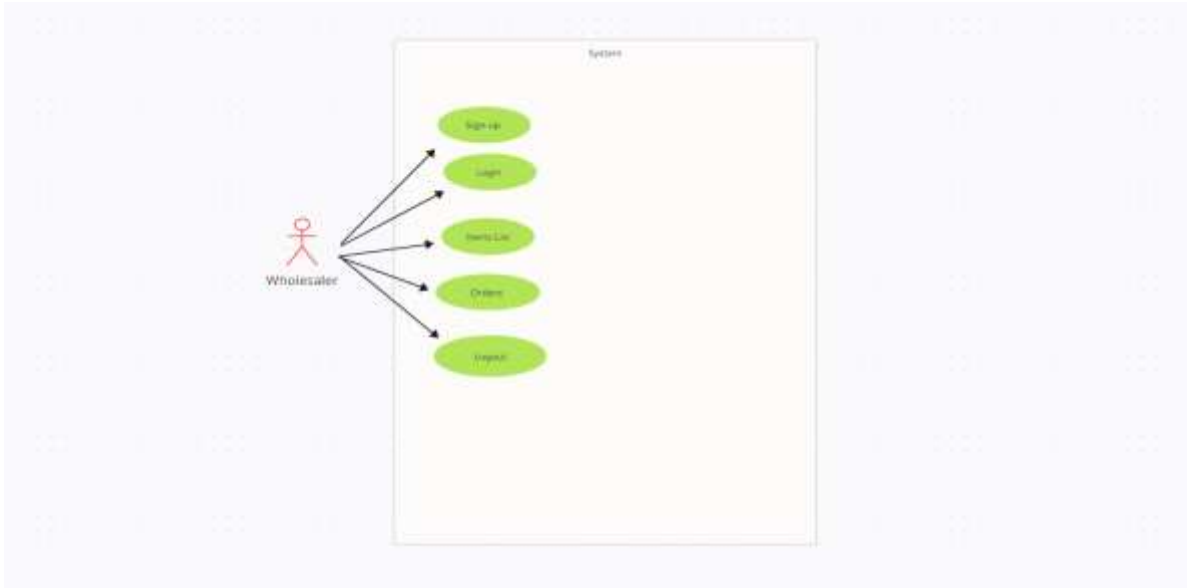 System
Sign up
Login
Items List
Wholesaler
Orders
Logout